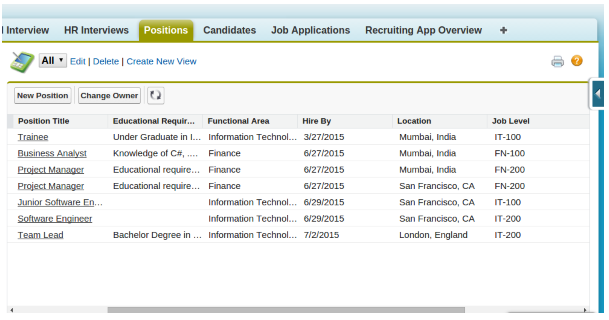 Interview HR Interviews Positions Candidates Job Applications Recruiting App Overview +
All Edit | Delete | Create New View
New Position Change Owner
Position Title Educational Requir... Functional Area Hire By Location Job Level
Trainee Under Graduate in I... Information Technol... 3/27/2015 Mumbai, India IT-100
Business Analyst Knowledge of C#, .... Finance 6/27/2015 Mumbai, India FN-100
Project Manager Educational require... Finance 6/27/2015 Mumbai, India FN-200
Project Manager Educational require... Finance 6/27/2015 San Francisco, CA FN-200
Junior Software En... Information Technol... 6/29/2015 San Francisco, CA IT-100
Software Engineer Information Technol... 6/29/2015 San Francisco, CA IT-200
Team Lead Bachelor Degree in ... Information Technol... 7/2/2015 London, England IT-200